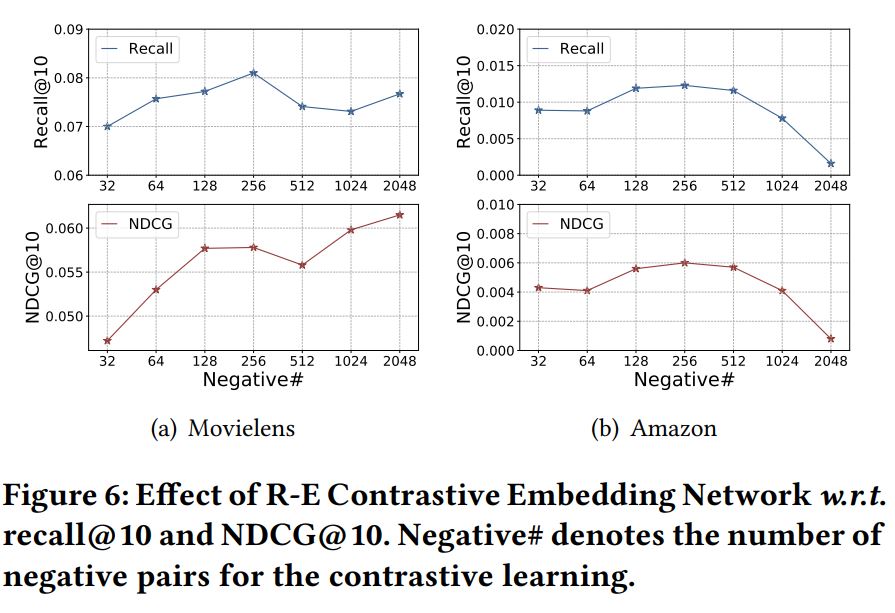 0.09
Recall
0.08
0.07
0.06
Recall@10
32 64 128 256 512 1024 2048
NDCG
0.060
0.055
0.050
NDCG@10
32 64 128 256 512 1024 2048
Negative#
(a) Movielens
0.020
Recall
0.015
0.010
0.005
0.000
Recall@10
32 64 128 256 512 1024 2048
0.010
NDCG
0.008
0.006
0.004
0.002
0.000
NDCG@10
32 64 128 256 512 1024 2048
Negative#
(b) Amazon
Figure 6: Effect of R-E Contrastive Embedding Network w.r.t.
recall@10 and NDCG@10. Negative# denotes the number of
negative pairs for the contrastive learning.